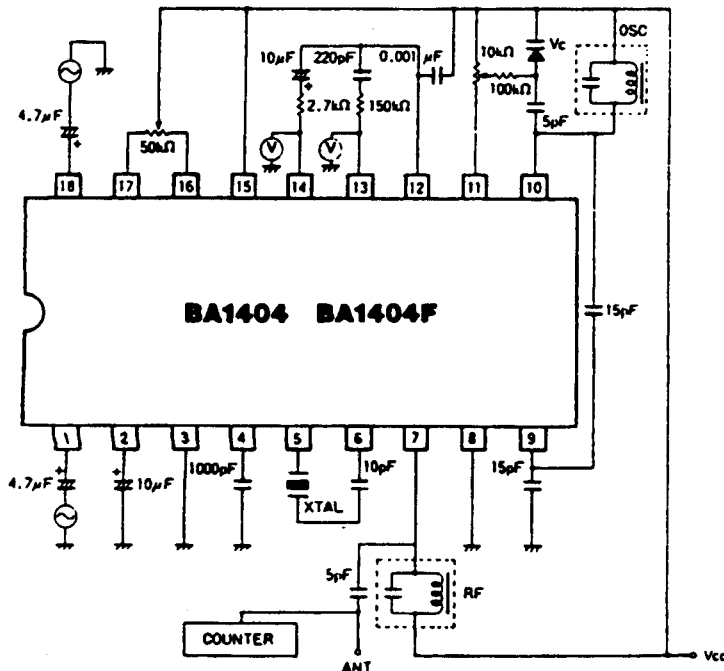 OSC
Vc
10μF 220pF 0.001 μF 10kΩ
100kΩ
4.7μF
2.7kΩ 150kΩ
5pF
50kΩ
V V
18 17 16 15 14 13 12 11 10
BA1404 BA1404F
15pF
1 2 3 4 5 6 7 8 9
4.7μF 10μF 1000pF 10pF 15pF
XTAL
5pF
RF
COUNTER
ANT